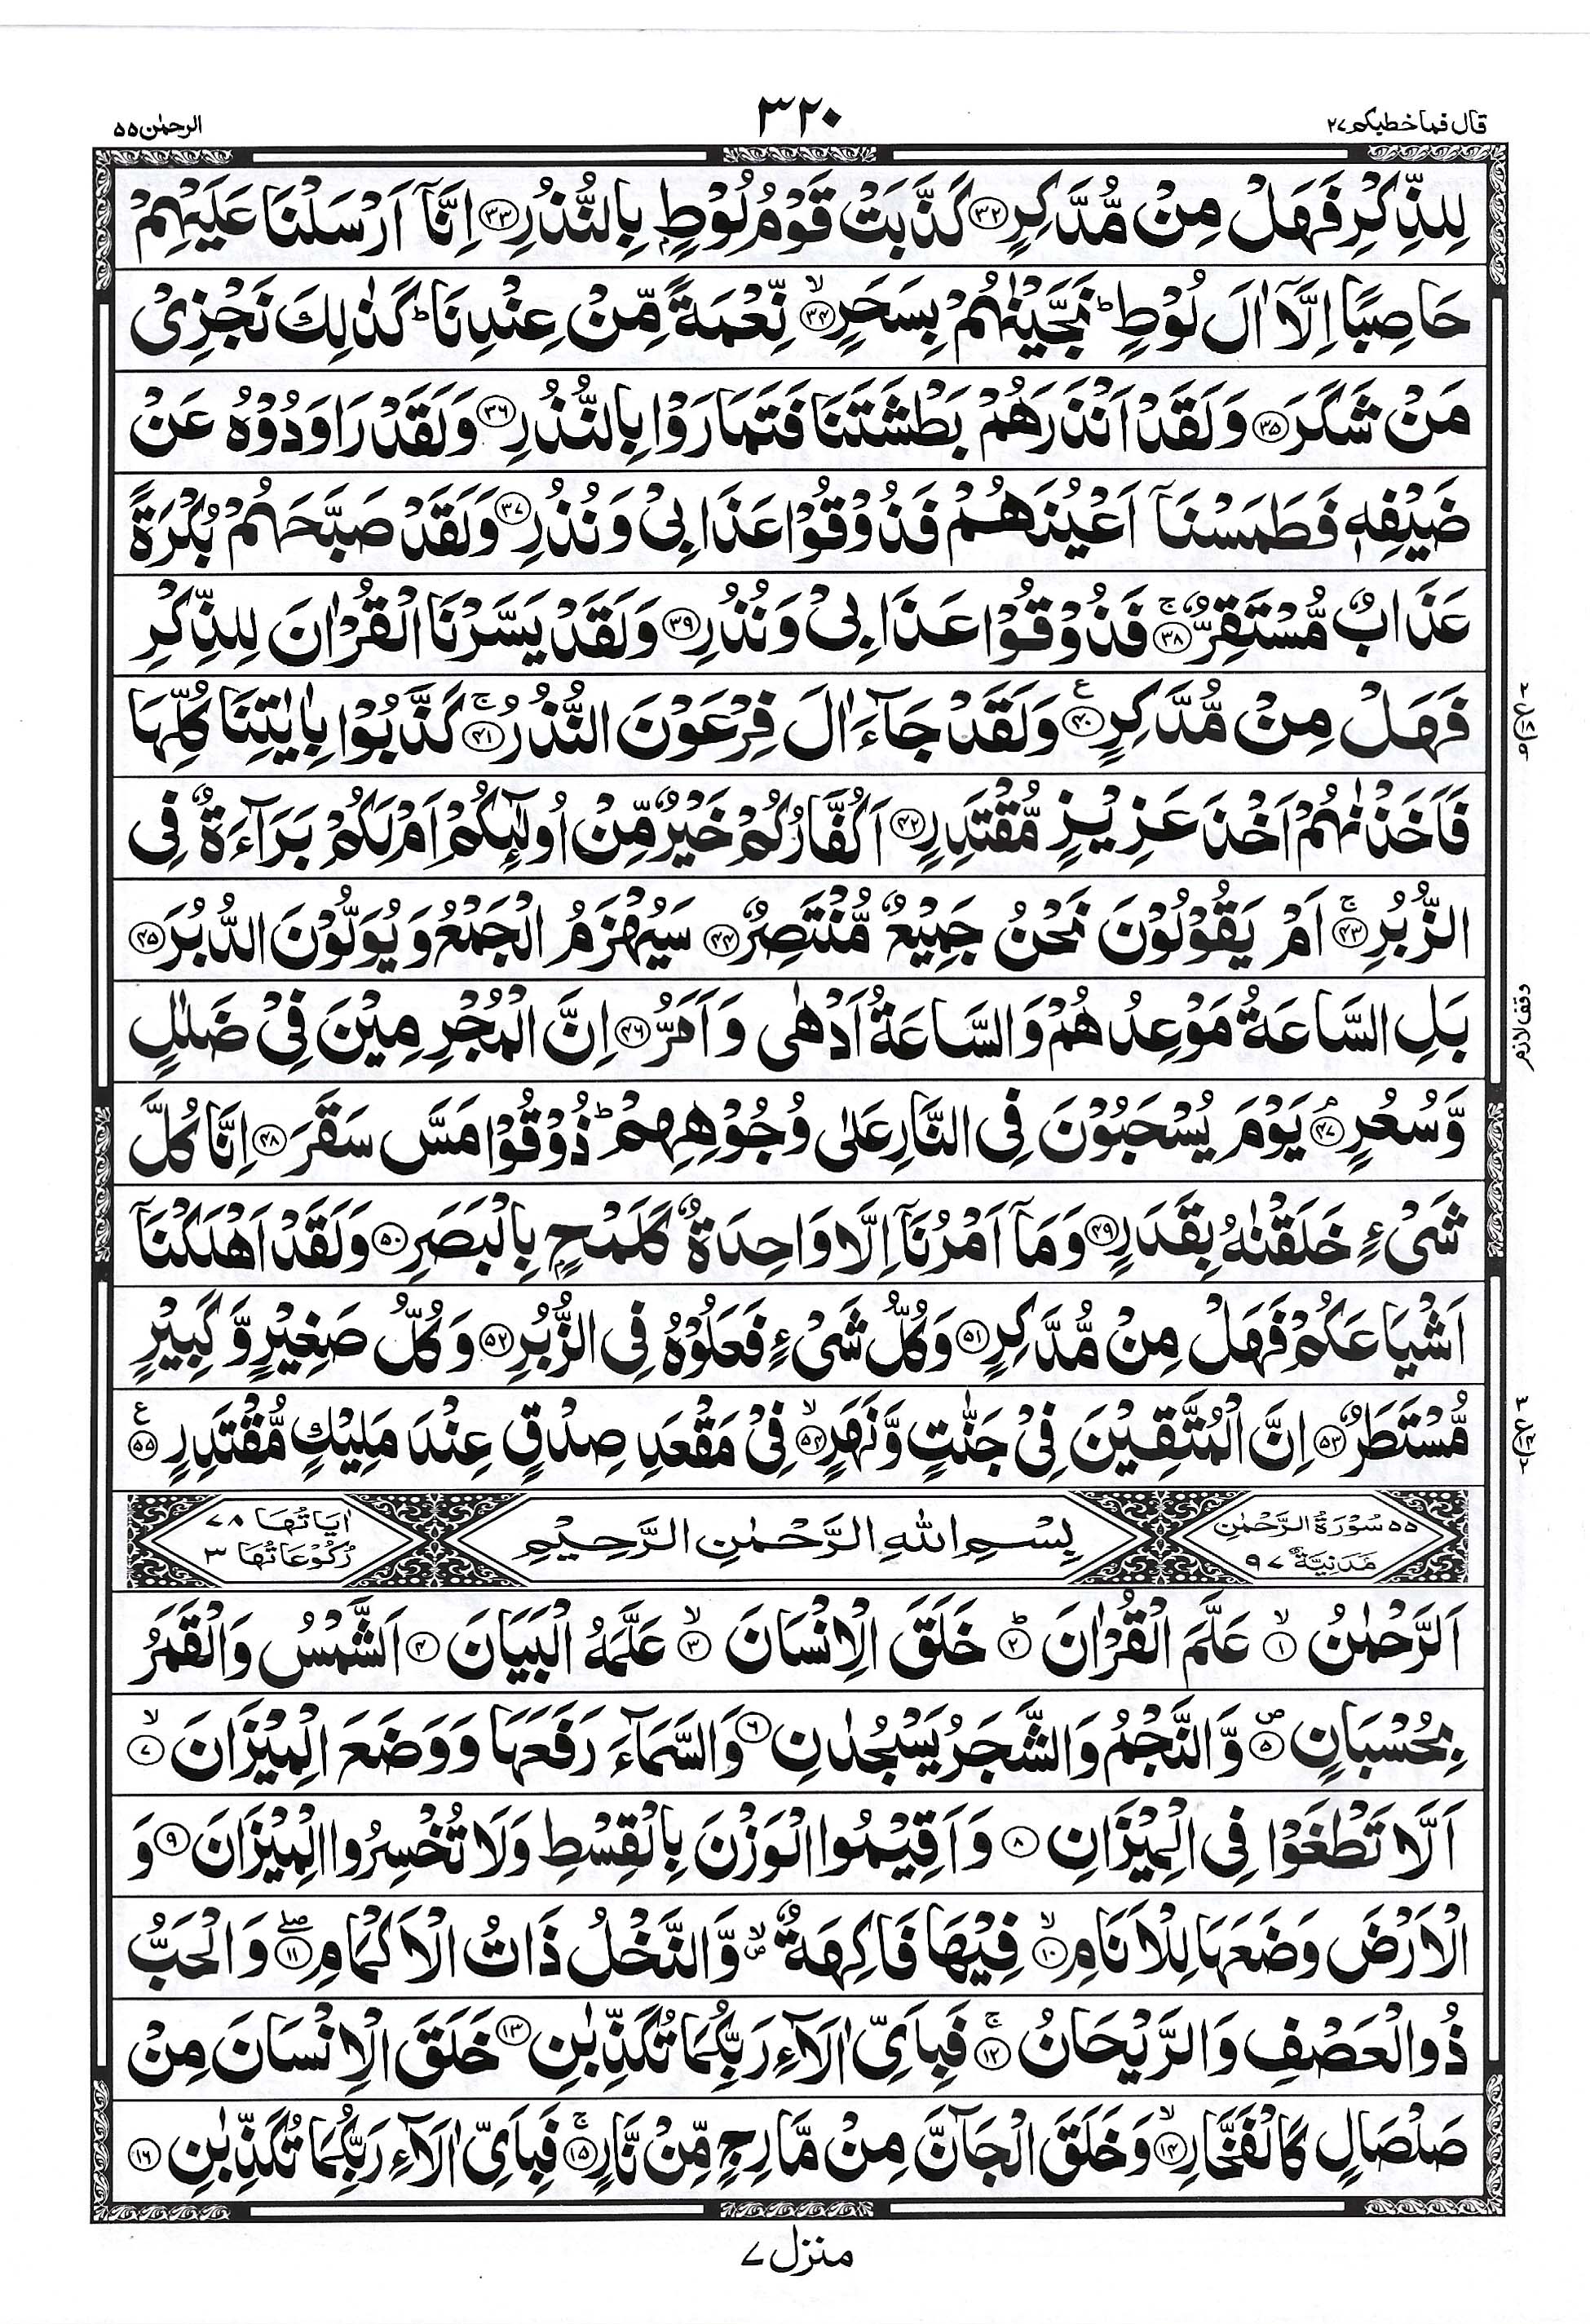 قال فما خطبكم ٢٧
٣٢٠
الرحمٰن ٥٥
لِلذِّكْرِ فَهَلْ مِنْ مُّدَّكِرٍ ۝٣٢ كَذَّبَتْ قَوْمُ لُوْطٍۭ بِالنُّذُرِ ۝٣٣ اِنَّاۤ اَرْسَلْنَا عَلَيْهِمْ
حَاصِبًا اِلَّاۤ اٰلَ لُوْطٍ ؕ نَجَّيْنٰهُمْ بِسَحَرٍ ۙ۝٣٤ نِّعْمَةً مِّنْ عِنْدِنَا ؕ كَذٰلِكَ نَجْزِىْ
مَنْ شَكَرَ ۝٣٥ وَلَقَدْ اَنْذَرَهُمْ بَطْشَتَنَا فَتَمَارَوْا بِالنُّذُرِ ۝٣٦ وَلَقَدْ رَاوَدُوْهُ عَنْ
ضَيْفِهٖ فَطَمَسْنَاۤ اَعْيُنَهُمْ فَذُوْقُوْا عَذَابِىْ وَنُذُرِ ۝٣٧ وَلَقَدْ صَبَّحَهُمْ بُكْرَةً
عَذَابٌ مُّسْتَقِرٌّ ۚ۝٣٨ فَذُوْقُوْا عَذَابِىْ وَنُذُرِ ۝٣٩ وَلَقَدْ يَسَّرْنَا الْقُرْاٰنَ لِلذِّكْرِ
فَهَلْ مِنْ مُّدَّكِرٍ ۝٤٠ع وَلَقَدْ جَآءَ اٰلَ فِرْعَوْنَ النُّذُرُ ۚ۝٤١ كَذَّبُوْا بِاٰيٰتِنَا كُلِّهَا
فَاَخَذْنٰهُمْ اَخْذَ عَزِيْزٍ مُّقْتَدِرٍ ۝٤٢ اَكُفَّارُكُمْ خَيْرٌ مِّنْ اُولٰٓئِكُمْ اَمْ لَكُمْ بَرَآءَةٌ فِى
الزُّبُرِ ۚ۝٤٣ اَمْ يَقُوْلُوْنَ نَحْنُ جَمِيْعٌ مُّنْتَصِرٌ ۝٤٤ سَيُهْزَمُ الْجَمْعُ وَيُوَلُّوْنَ الدُّبُرَ ۝٤٥
بَلِ السَّاعَةُ مَوْعِدُهُمْ وَالسَّاعَةُ اَدْهٰى وَاَمَرُّ ۝٤٦ اِنَّ الْمُجْرِمِيْنَ فِىْ ضَلٰلٍ
وقف لازم
وَّسُعُرٍ ۘ۝٤٧ يَوْمَ يُسْحَبُوْنَ فِى النَّارِ عَلٰى وُجُوْهِهِمْ ؕ ذُوْقُوْا مَسَّ سَقَرَ ۝٤٨ اِنَّا كُلَّ
شَىْءٍ خَلَقْنٰهُ بِقَدَرٍ ۝٤٩ وَمَاۤ اَمْرُنَاۤ اِلَّا وَاحِدَةٌ كَلَمْحٍۭ بِالْبَصَرِ ۝٥٠ وَلَقَدْ اَهْلَكْنَاۤ
اَشْيَاعَكُمْ فَهَلْ مِنْ مُّدَّكِرٍ ۝٥١ وَكُلُّ شَىْءٍ فَعَلُوْهُ فِى الزُّبُرِ ۝٥٢ وَكُلُّ صَغِيْرٍ وَّكَبِيْرٍ
مُّسْتَطَرٌ ۝٥٣ اِنَّ الْمُتَّقِيْنَ فِىْ جَنّٰتٍ وَّنَهَرٍ ۙ۝٥٤ فِىْ مَقْعَدِ صِدْقٍ عِنْدَ مَلِيْكٍ مُّقْتَدِرٍ ۝٥٥ع
٥٥ سُوْرَةُ الرَّحْمٰنِ مَدَنِيَّةٌ ٩٧
بِسْمِ اللّٰهِ الرَّحْمٰنِ الرَّحِيْمِ
اٰيَاتُهَا ٧٨ رُكُوْعَاتُهَا ٣
اَلرَّحْمٰنُ ۙ۝١ عَلَّمَ الْقُرْاٰنَ ؕ۝٢ خَلَقَ الْاِنْسَانَ ۙ۝٣ عَلَّمَهُ الْبَيَانَ ۝٤ اَلشَّمْسُ وَالْقَمَرُ
بِحُسْبَانٍ ۪۝٥ وَّالنَّجْمُ وَالشَّجَرُ يَسْجُدٰنِ ۝٦ وَالسَّمَآءَ رَفَعَهَا وَوَضَعَ الْمِيْزَانَ ۙ۝٧
اَلَّا تَطْغَوْا فِى الْمِيْزَانِ ۝٨ وَاَقِيْمُوا الْوَزْنَ بِالْقِسْطِ وَلَا تُخْسِرُوا الْمِيْزَانَ ۝٩ وَ
الْاَرْضَ وَضَعَهَا لِلْاَنَامِ ۙ۝١٠ فِيْهَا فَاكِهَةٌ ۪ۙ وَّالنَّخْلُ ذَاتُ الْاَكْمَامِ ۖ۝١١ وَالْحَبُّ
ذُو الْعَصْفِ وَالرَّيْحَانُ ۚ۝١٢ فَبِاَىِّ اٰلَآءِ رَبِّكُمَا تُكَذِّبٰنِ ۝١٣ خَلَقَ الْاِنْسَانَ مِنْ
صَلْصَالٍ كَالْفَخَّارِ ۙ۝١٤ وَخَلَقَ الْجَآنَّ مِنْ مَّارِجٍ مِّنْ نَّارٍ ۚ۝١٥ فَبِاَىِّ اٰلَآءِ رَبِّكُمَا تُكَذِّبٰنِ ۝١٦
منزل ٧